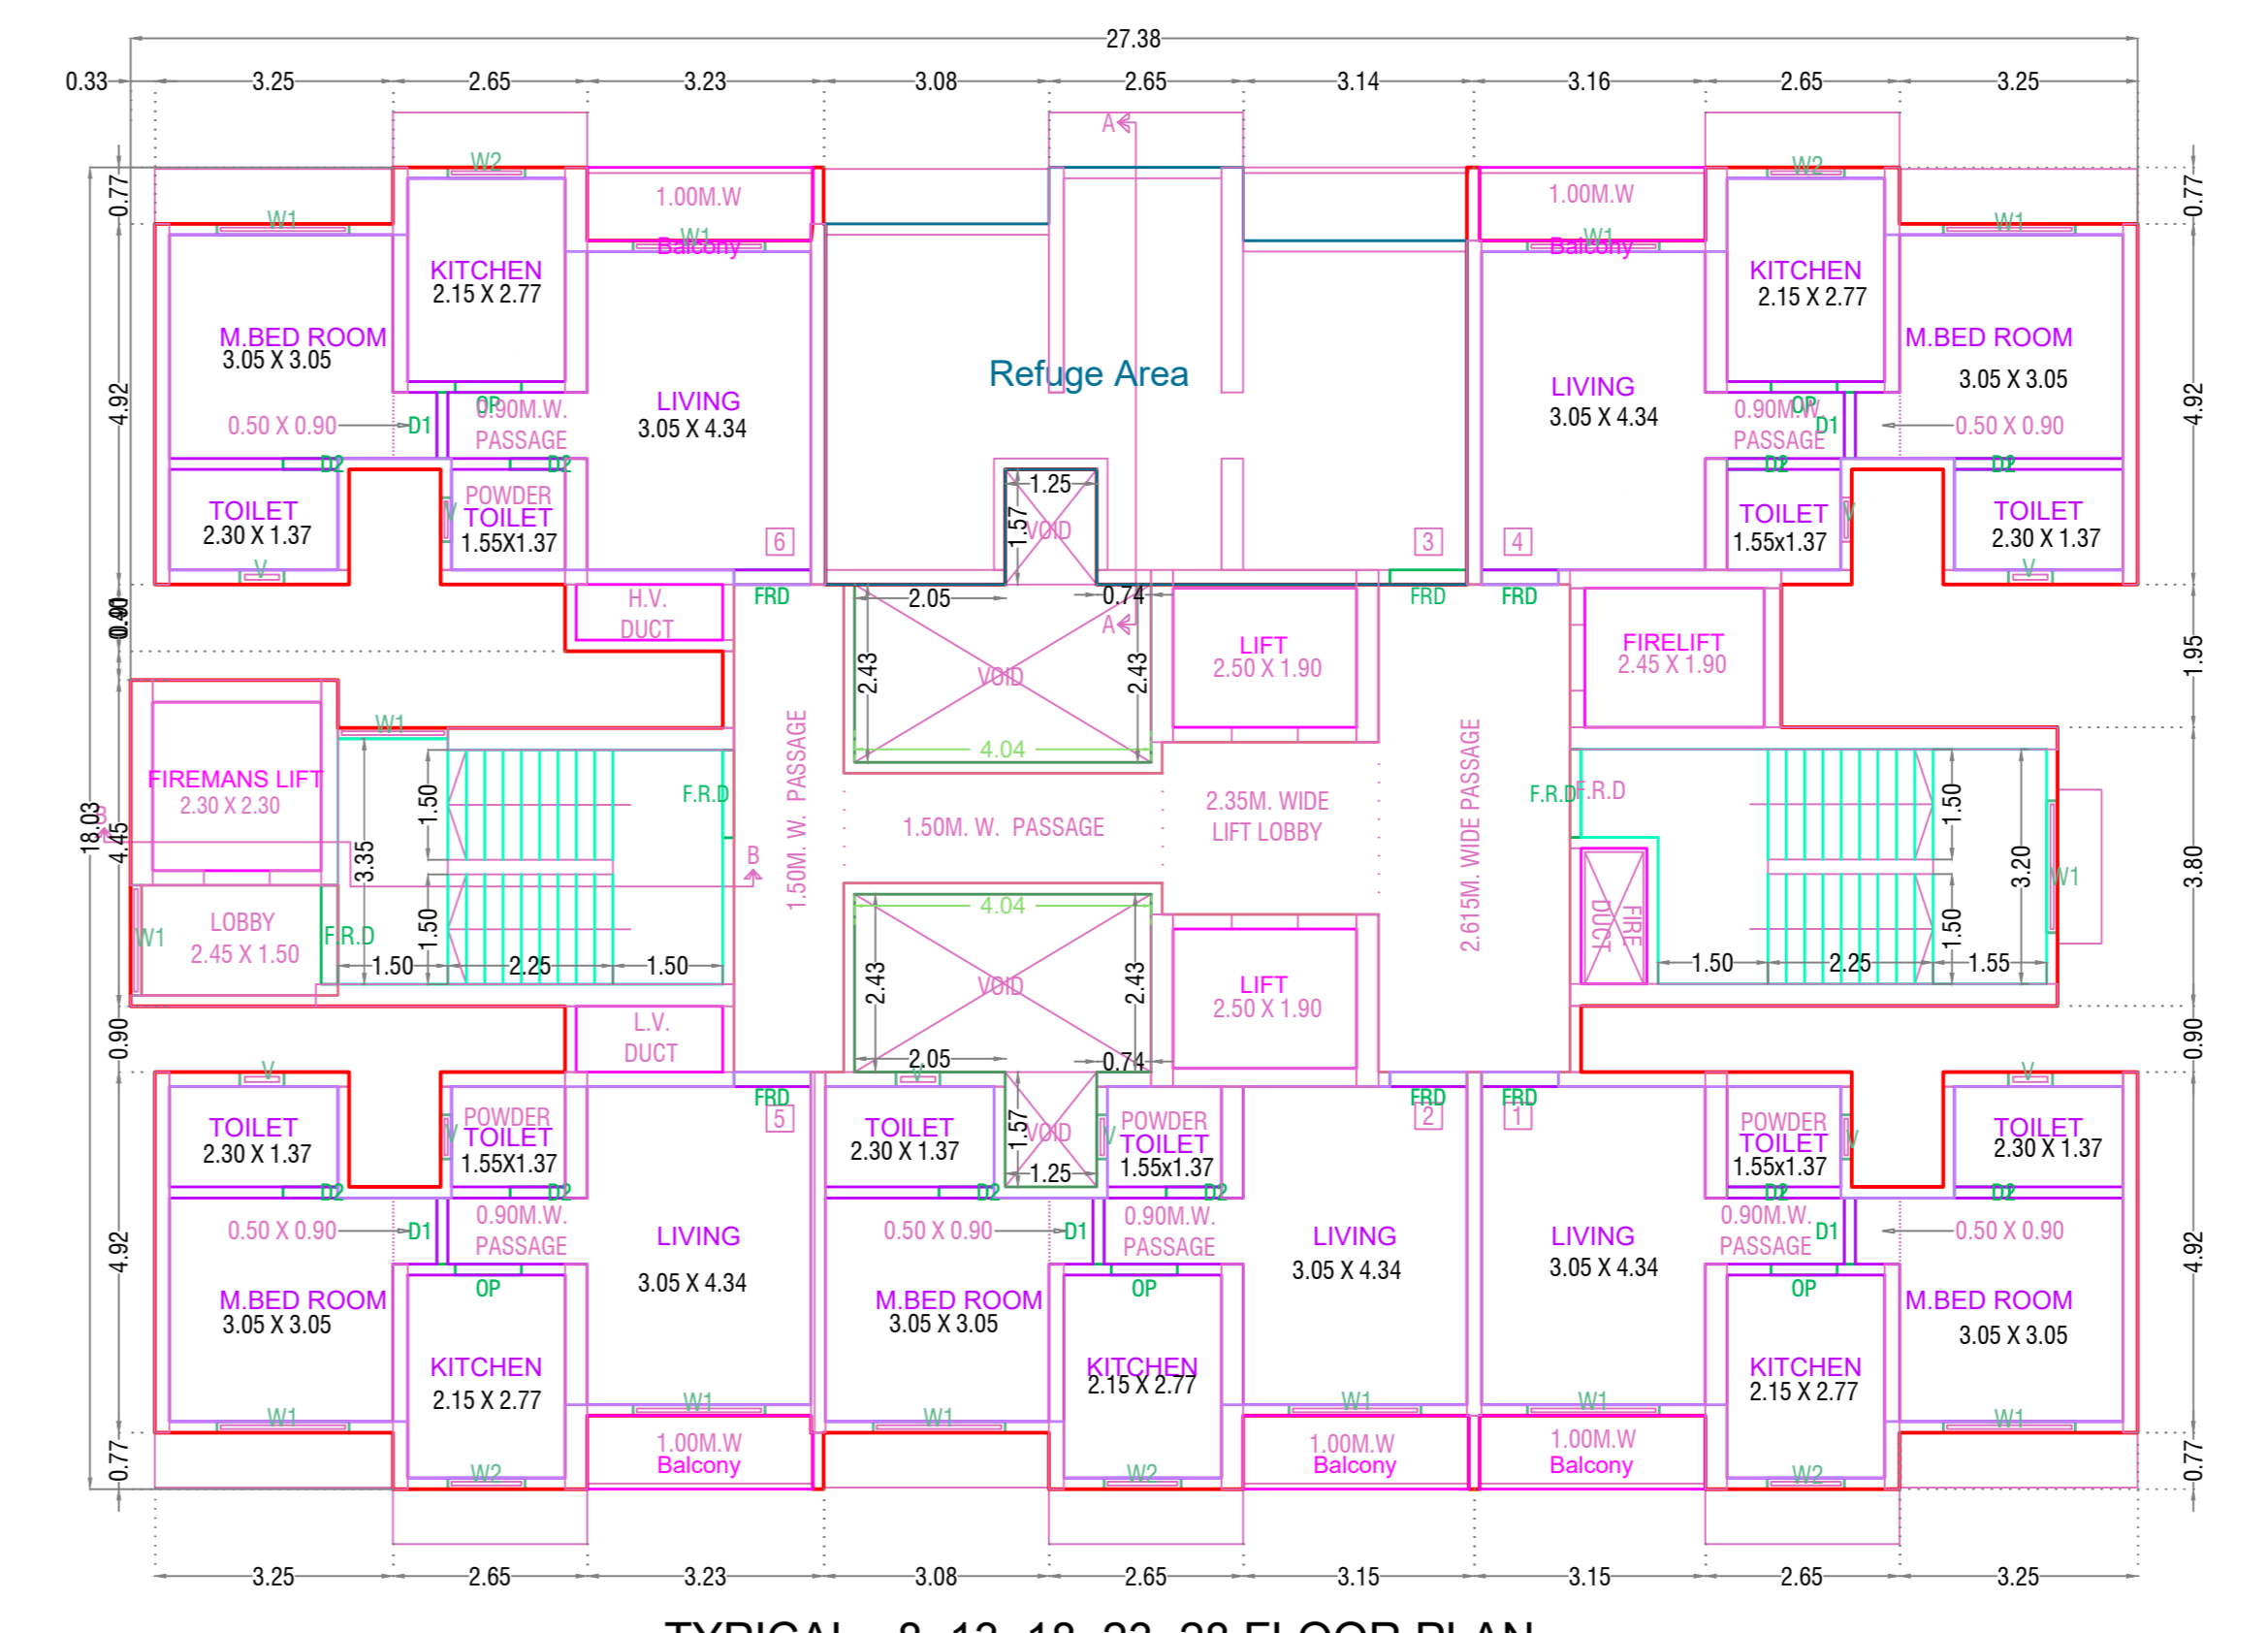 27.38
0.33 3.25 2.65 3.23 3.08 2.65 3.14 3.16 2.65 3.25
A
W2 W2
0.77 1.00M.W 1.00M.W 0.77
W1 W1 W1 W1
Balcony Balcony
KITCHEN KITCHEN
2.15 X 2.77 2.15 X 2.77
M.BED ROOM M.BED ROOM
3.05 X 3.05 Refuge Area 3.05 X 3.05
4.92 LIVING LIVING 4.92
3.05 X 4.34 3.05 X 4.34
OP OP
0.50 X 0.90 D1 0.90M.W. 0.90M.W. D1 0.50 X 0.90
PASSAGE PASSAGE
D2 D2 D2 D2
POWDER 1.25
TOILET TOILET TOILET TOILET
2.30 X 1.37 V 1.55X1.37 1.57 VOID 1.55x1.37 V 2.30 X 1.37
6 3 4
V V
FRD 2.05 0.74 FRD FRD
H.V. A
DUCT
0.90
LIFT FIRELIFT 1.95
2.50 X 1.90 2.45 X 1.90
2.43 VOID 2.43
W1 4.04
FIREMANS LIFT
2.30 X 2.30
1.50 F.R.D F.R.D F.R.D 1.50
1.50M. W. PASSAGE 1.50M. W. PASSAGE 2.35M. WIDE
LIFT LOBBY 2.615M. WIDE PASSAGE
18.03 4.45 B 3.35 B 3.20 3.80
W1
LOBBY
2.45 X 1.50
W1 F.R.D 1.50 4.04 FIRE
DUCT 1.50
1.50 2.25 1.50 1.50 2.25 1.55
2.43 VOID 2.43 LIFT
2.50 X 1.90
0.90 L.V.
DUCT 0.90
2.05 0.74
V V V
FRD FRD FRD
5 2 1
POWDER POWDER POWDER
TOILET TOILET TOILET TOILET TOILET TOILET
2.30 X 1.37 V 1.55X1.37 2.30 X 1.37 1.57 VOID V 1.55x1.37 1.55x1.37 V 2.30 X 1.37
1.25
D2 D2 D2 D2 D2 D2
0.50 X 0.90 D1 0.90M.W. 0.50 X 0.90 D1 0.90M.W. 0.90M.W. D1 0.50 X 0.90
PASSAGE PASSAGE PASSAGE
4.92 LIVING LIVING LIVING 4.92
3.05 X 4.34 3.05 X 4.34 3.05 X 4.34
OP OP OP
M.BED ROOM M.BED ROOM M.BED ROOM
3.05 X 3.05 3.05 X 3.05 3.05 X 3.05
KITCHEN KITCHEN KITCHEN
2.15 X 2.77 2.15 X 2.77 2.15 X 2.77
W1 W1 W1 W1 W1 W1
0.77 1.00M.W 1.00M.W 1.00M.W 0.77
Balcony Balcony Balcony
W2 W2 W2
3.25 2.65 3.23 3.08 2.65 3.15 3.15 2.65 3.25
TYPICAL 8, 13, 18, 23, 28 FLOOR PLAN